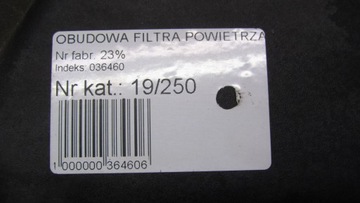 OBUDOWA FILTRA POWIETRZA
Nr fabr: 23%
Indeks: 036460
Nr kat.: 19/250
1 000000 364606